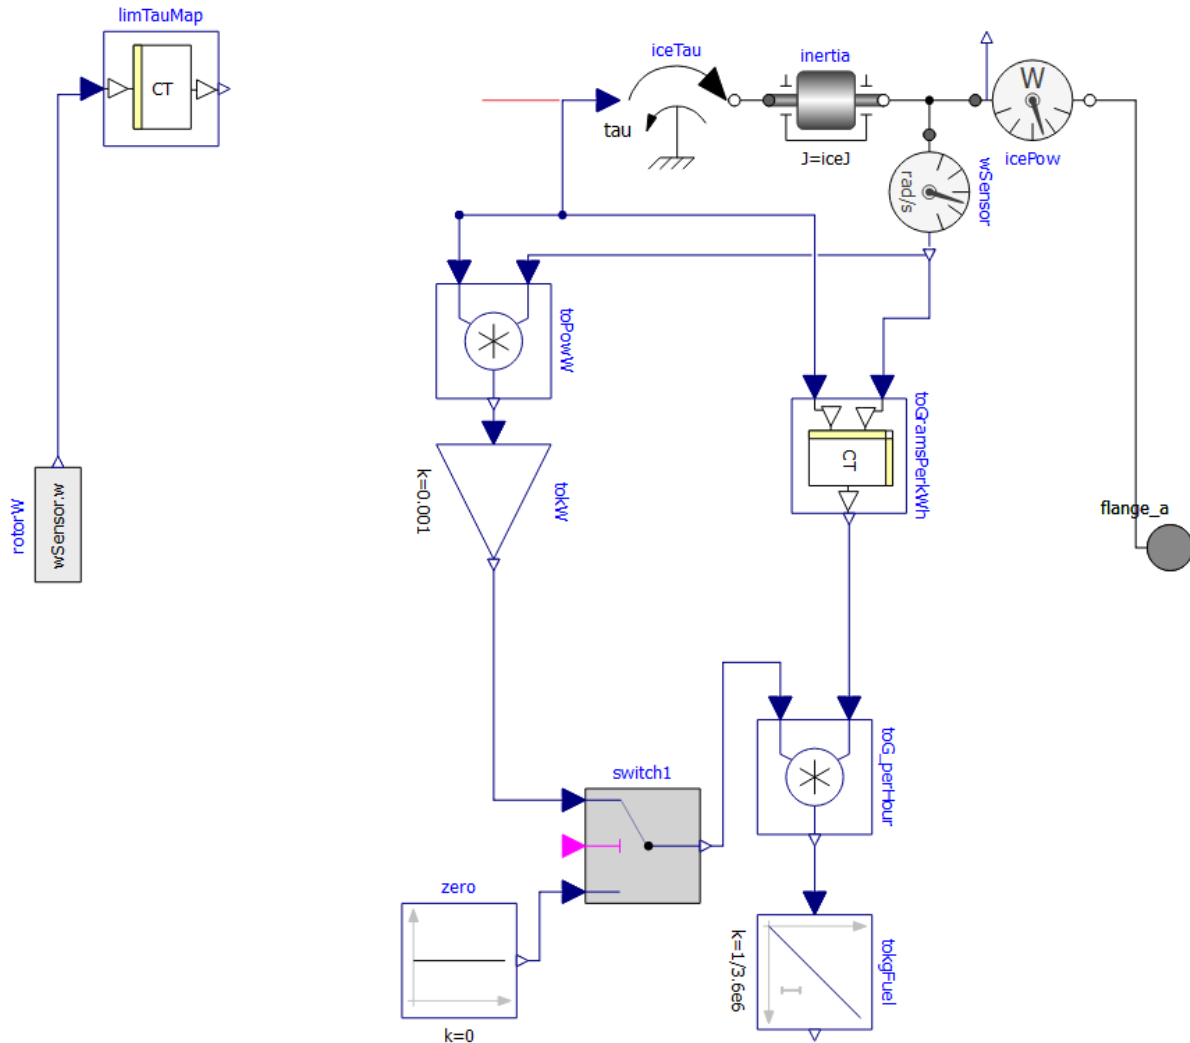 limTauMap
CT
iceTau
tau
inertia
J=iceJ
W
icePow
rad/s
wSensor
toPowW
k=0.001
tokW
CT
toGramsPerkWh
flange_a
rotorW
wSensor.w
switch1
toG_perHour
zero
k=0
k=1/3.6e6
I
tokgFuel